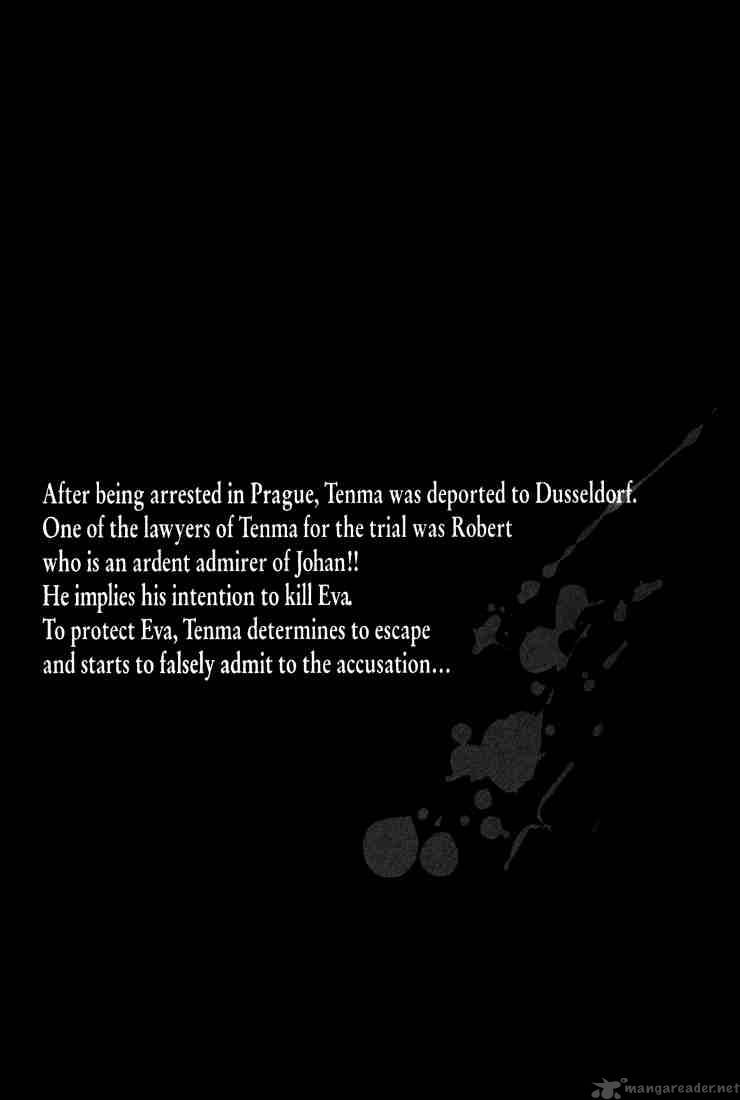 After being arrested in Prague, Tenma was deported to Dusseldorf.
One of the lawyers of Tenma for the trial was Robert
who is an ardent admirer of Johan!!
He implies his intention to kill Eva.
To protect Eva, Tenma determines to escape
and starts to falsely admit to the accusation...
mangareader.net